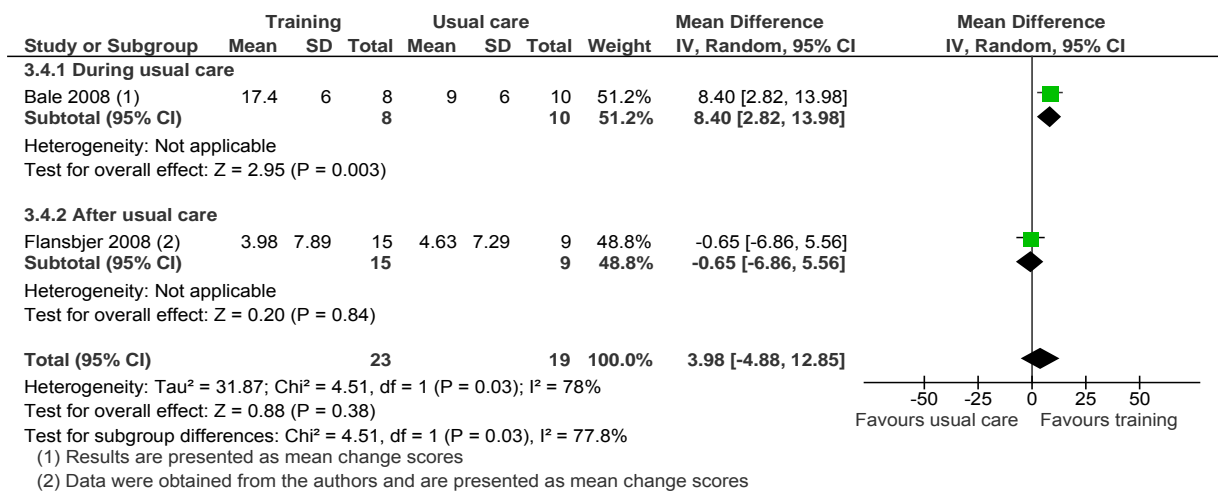 Training Usual care Mean Difference Mean Difference
Study or Subgroup Mean SD Total Mean SD Total Weight IV, Random, 95% CI IV, Random, 95% CI
3.4.1 During usual care
Bale 2008 (1) 17.4 6 8 9 6 10 51.2% 8.40 [2.82, 13.98]
Subtotal (95% CI) 8 10 51.2% 8.40 [2.82, 13.98]
Heterogeneity: Not applicable
Test for overall effect: Z = 2.95 (P = 0.003)
3.4.2 After usual care
Flansbjer 2008 (2) 3.98 7.89 15 4.63 7.29 9 48.8% -0.65 [-6.86, 5.56]
Subtotal (95% CI) 15 9 48.8% -0.65 [-6.86, 5.56]
Heterogeneity: Not applicable
Test for overall effect: Z = 0.20 (P = 0.84)
Total (95% CI) 23 19 100.0% 3.98 [-4.88, 12.85]
Heterogeneity: Tau² = 31.87; Chi² = 4.51, df = 1 (P = 0.03); I² = 78%
Test for overall effect: Z = 0.88 (P = 0.38)
Test for subgroup differences: Chi² = 4.51, df = 1 (P = 0.03), I² = 77.8%
-50 -25 0 25 50
Favours usual care Favours training
(1) Results are presented as mean change scores
(2) Data were obtained from the authors and are presented as mean change scores